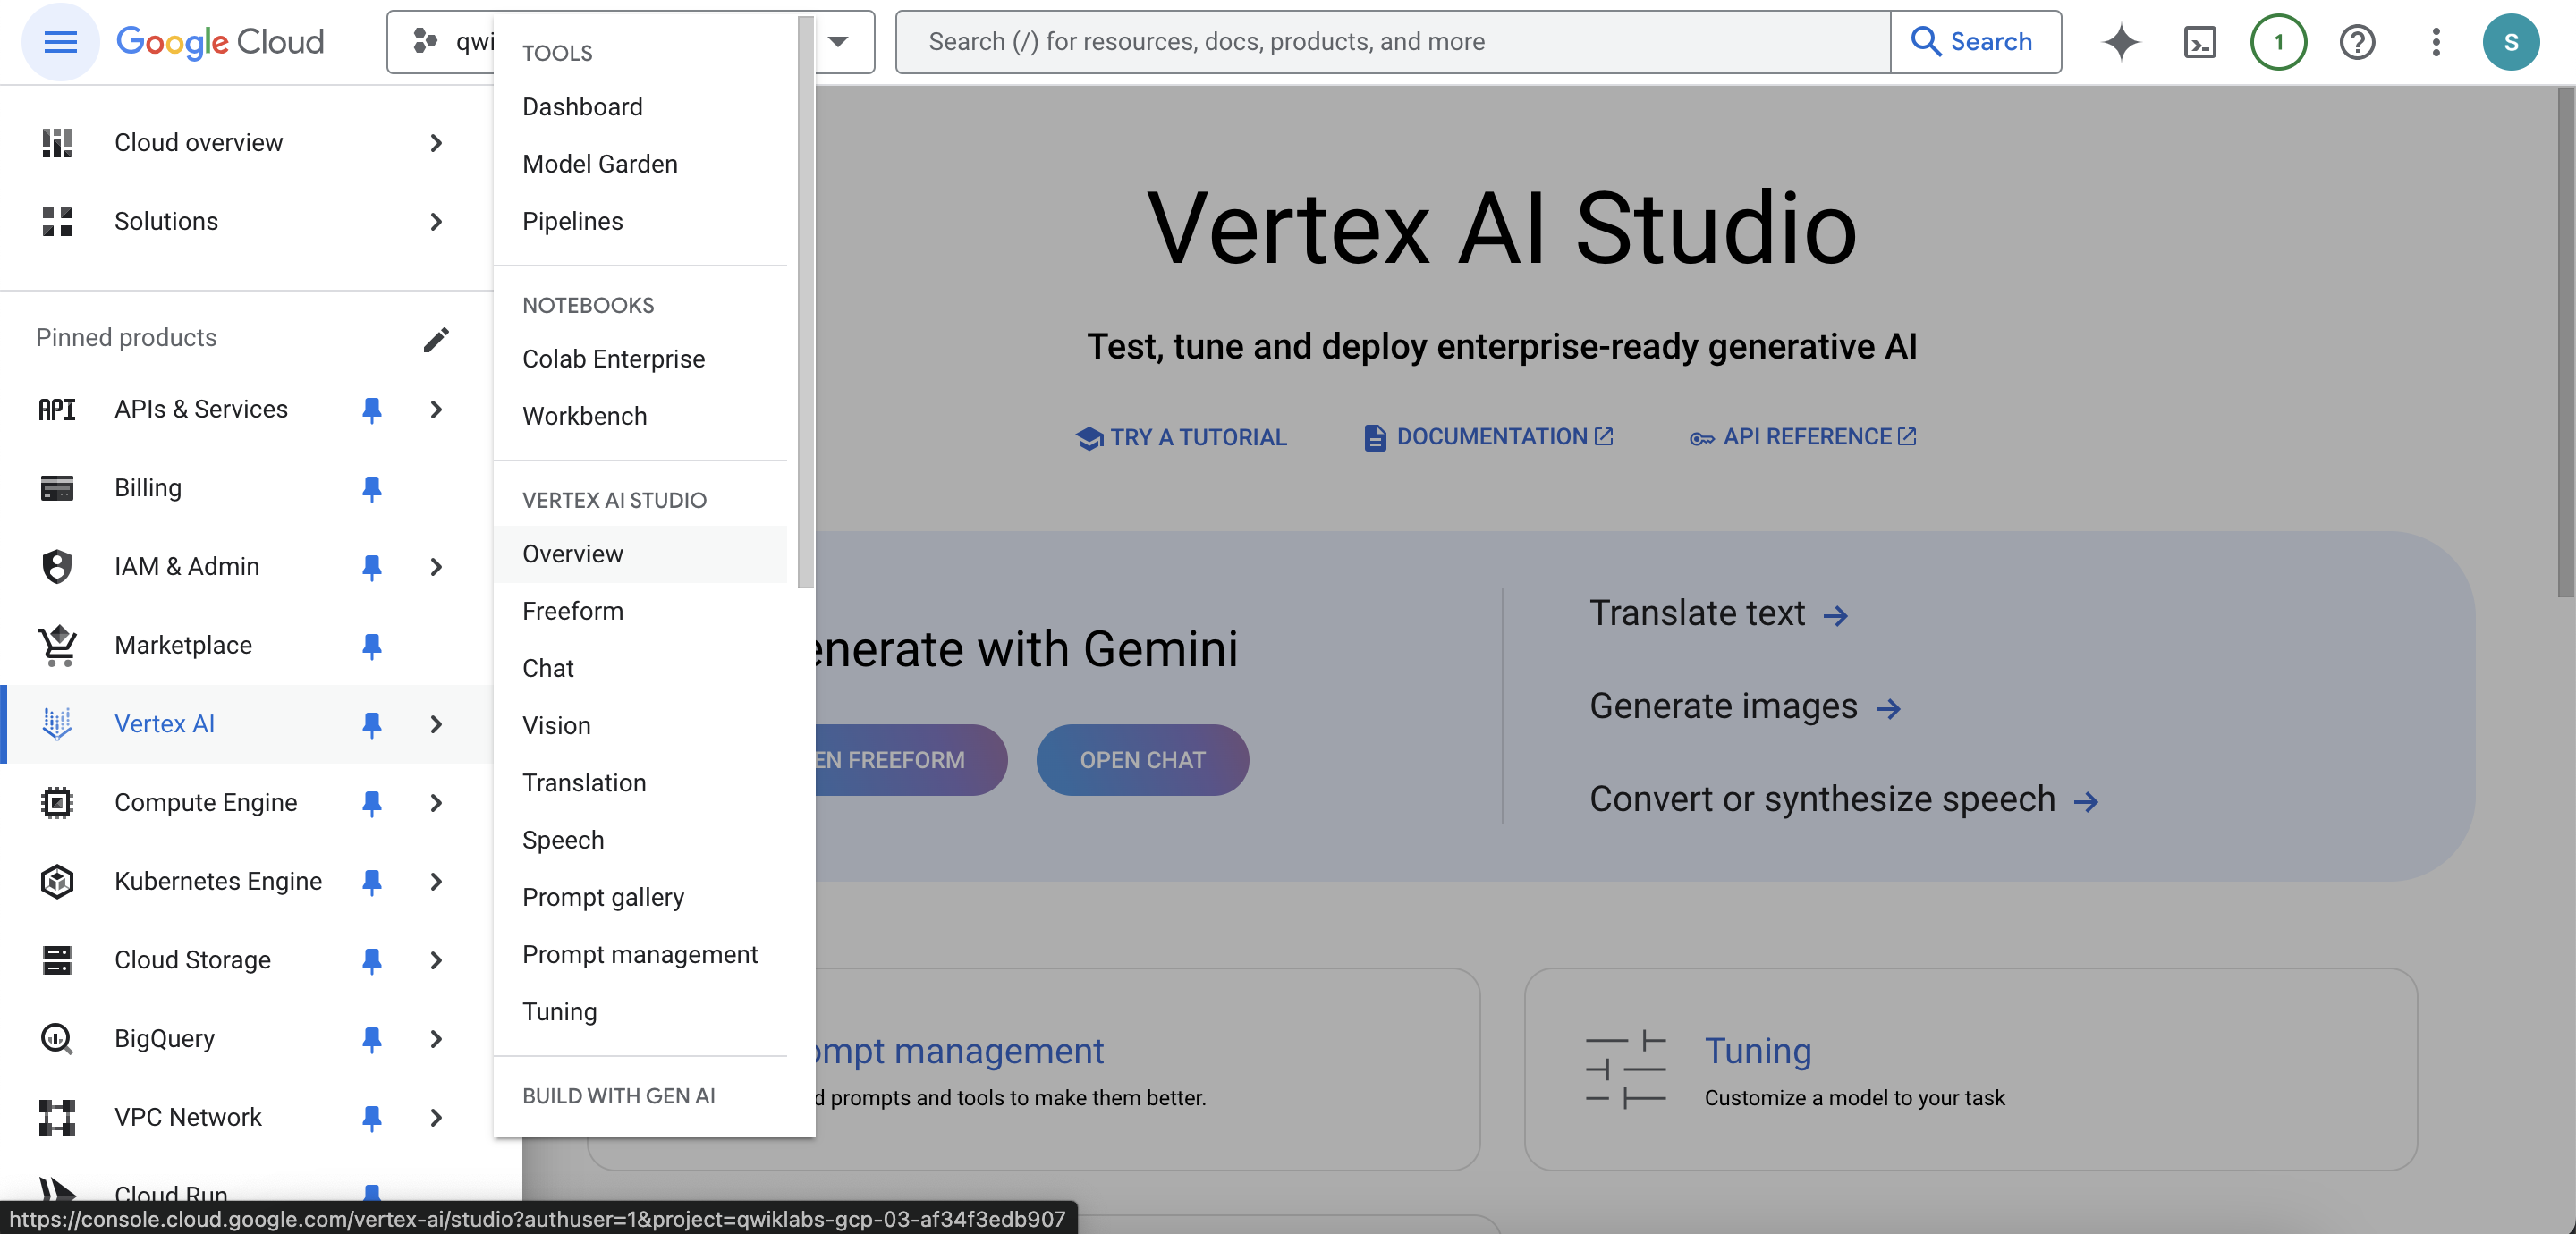 Google Cloud
qwi
Search (/) for resources, docs, products, and more
Search
1
S
Cloud overview
Solutions
Pinned products
API APIs & Services
Billing
IAM & Admin
Marketplace
Vertex AI
Compute Engine
Kubernetes Engine
Cloud Storage
BigQuery
VPC Network
Cloud Run
TOOLS
Dashboard
Model Garden
Pipelines
NOTEBOOKS
Colab Enterprise
Workbench
VERTEX AI STUDIO
Overview
Freeform
Chat
Vision
Translation
Speech
Prompt gallery
Prompt management
Tuning
BUILD WITH GEN AI
Vertex AI Studio
Test, tune and deploy enterprise-ready generative AI
TRY A TUTORIAL
DOCUMENTATION
API REFERENCE
enerate with Gemini
EN FREEFORM
OPEN CHAT
Translate text
Generate images
Convert or synthesize speech
ompt management
d prompts and tools to make them better.
Tuning
Customize a model to your task
https://console.cloud.google.com/vertex-ai/studio?authuser=1&project=qwiklabs-gcp-03-af34f3edb907